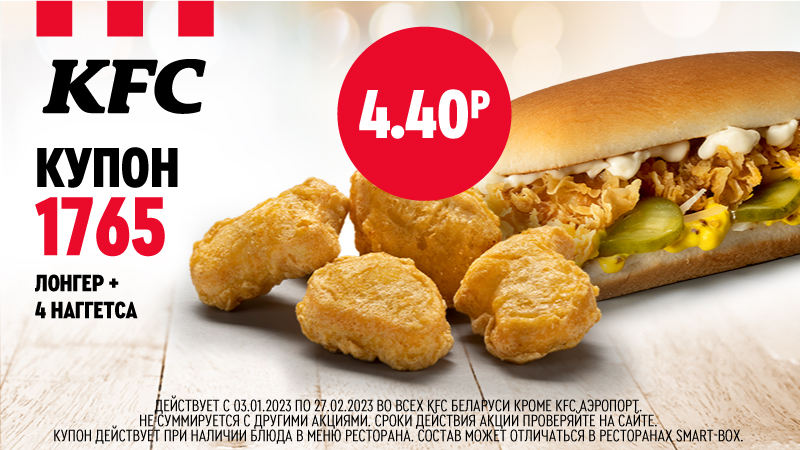 KFC
4.40Р
КУПОН
1765
ЛОНГЕР +
4 НАГГЕТСА
ДЕЙСТВУЕТ С 03.01.2023 ПО 27.02.2023 ВО ВСЕХ KFC БЕЛАРУСИ КРОМЕ KFC АЭРОПОРТ.
НЕ СУММИРУЕТСЯ С ДРУГИМИ АКЦИЯМИ. СРОКИ ДЕЙСТВИЯ АКЦИИ ПРОВЕРЯЙТЕ НА САЙТЕ.
КУПОН ДЕЙСТВУЕТ ПРИ НАЛИЧИИ БЛЮДА В МЕНЮ РЕСТОРАНА. СОСТАВ МОЖЕТ ОТЛИЧАТЬСЯ В РЕСТОРАНАХ SMART-BOX.